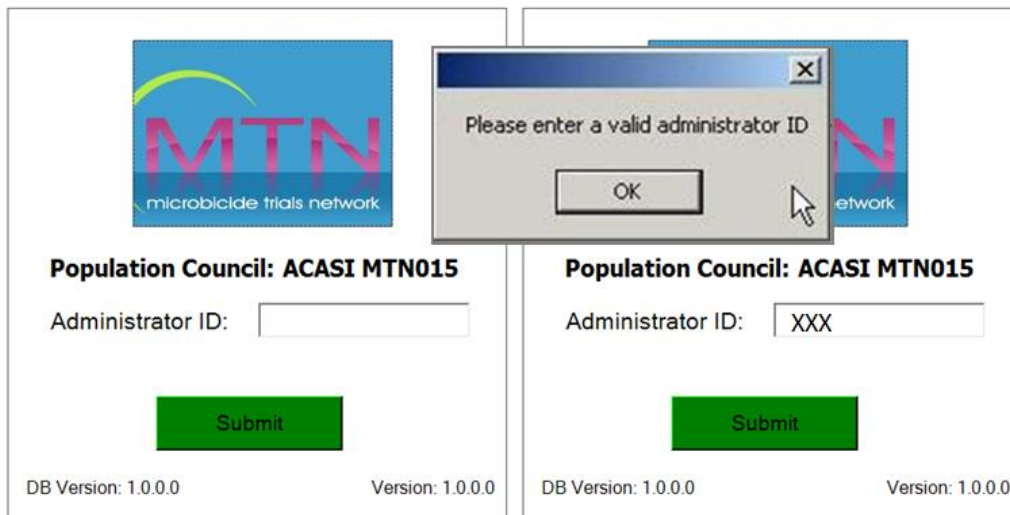 MTN
microbicide trials network
Population Council: ACASI MTN015
Administrator ID:
Submit
DB Version: 1.0.0.0 Version: 1.0.0.0
Please enter a valid administrator ID
OK
N
etwork
Population Council: ACASI MTN015
Administrator ID: XXX
Submit
DB Version: 1.0.0.0 Version: 1.0.0.0